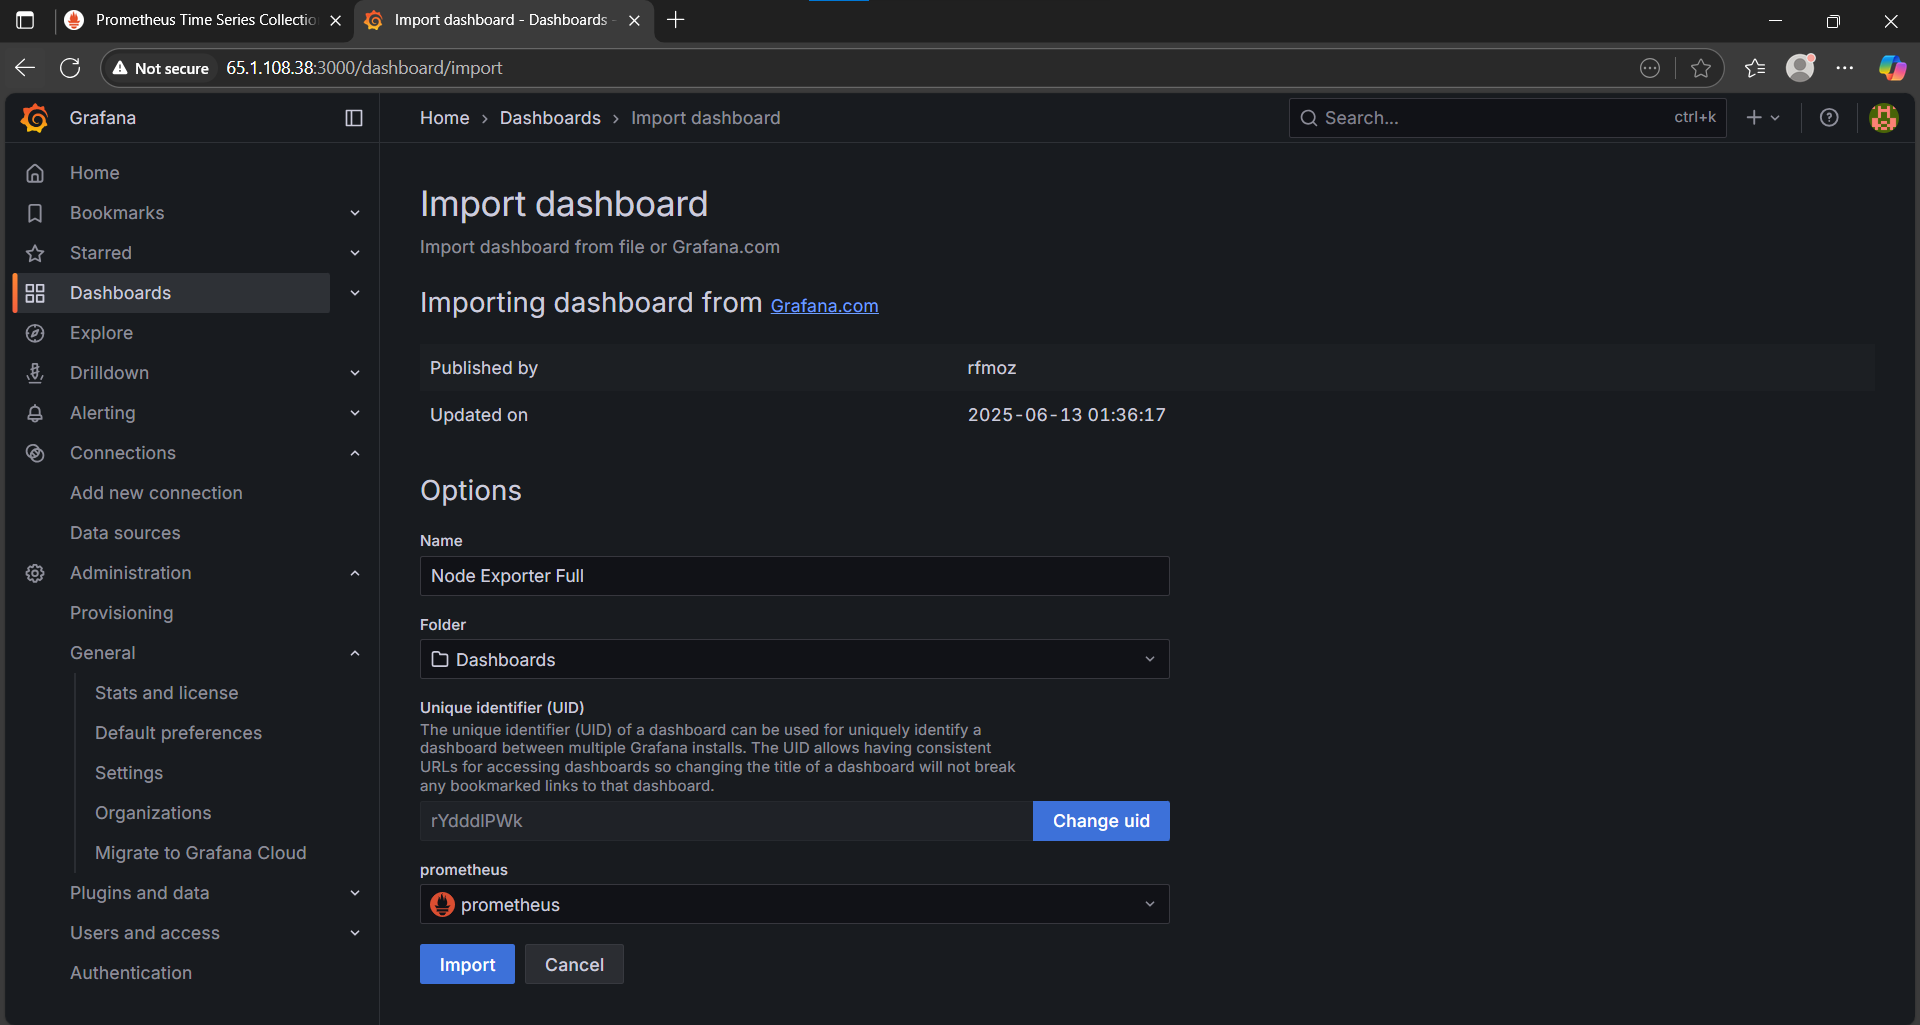 Prometheus Time Series Collectio
Import dashboard - Dashboards -
Not secure
65.1.108.38:3000/dashboard/import
Grafana
Home › Dashboards › Import dashboard
Search...
ctrl+k
Home
Bookmarks
Starred
Dashboards
Explore
Drilldown
Alerting
Connections
Add new connection
Data sources
Administration
Provisioning
General
Stats and license
Default preferences
Settings
Organizations
Migrate to Grafana Cloud
Plugins and data
Users and access
Authentication
Import dashboard
Import dashboard from file or Grafana.com
Importing dashboard from Grafana.com
Published by rfmoz
Updated on 2025-06-13 01:36:17
Options
Name
Node Exporter Full
Folder
Dashboards
Unique identifier (UID)
The unique identifier (UID) of a dashboard can be used for uniquely identify a
dashboard between multiple Grafana installs. The UID allows having consistent
URLs for accessing dashboards so changing the title of a dashboard will not break
any bookmarked links to that dashboard.
rYdddlPWk
Change uid
prometheus
prometheus
Import
Cancel